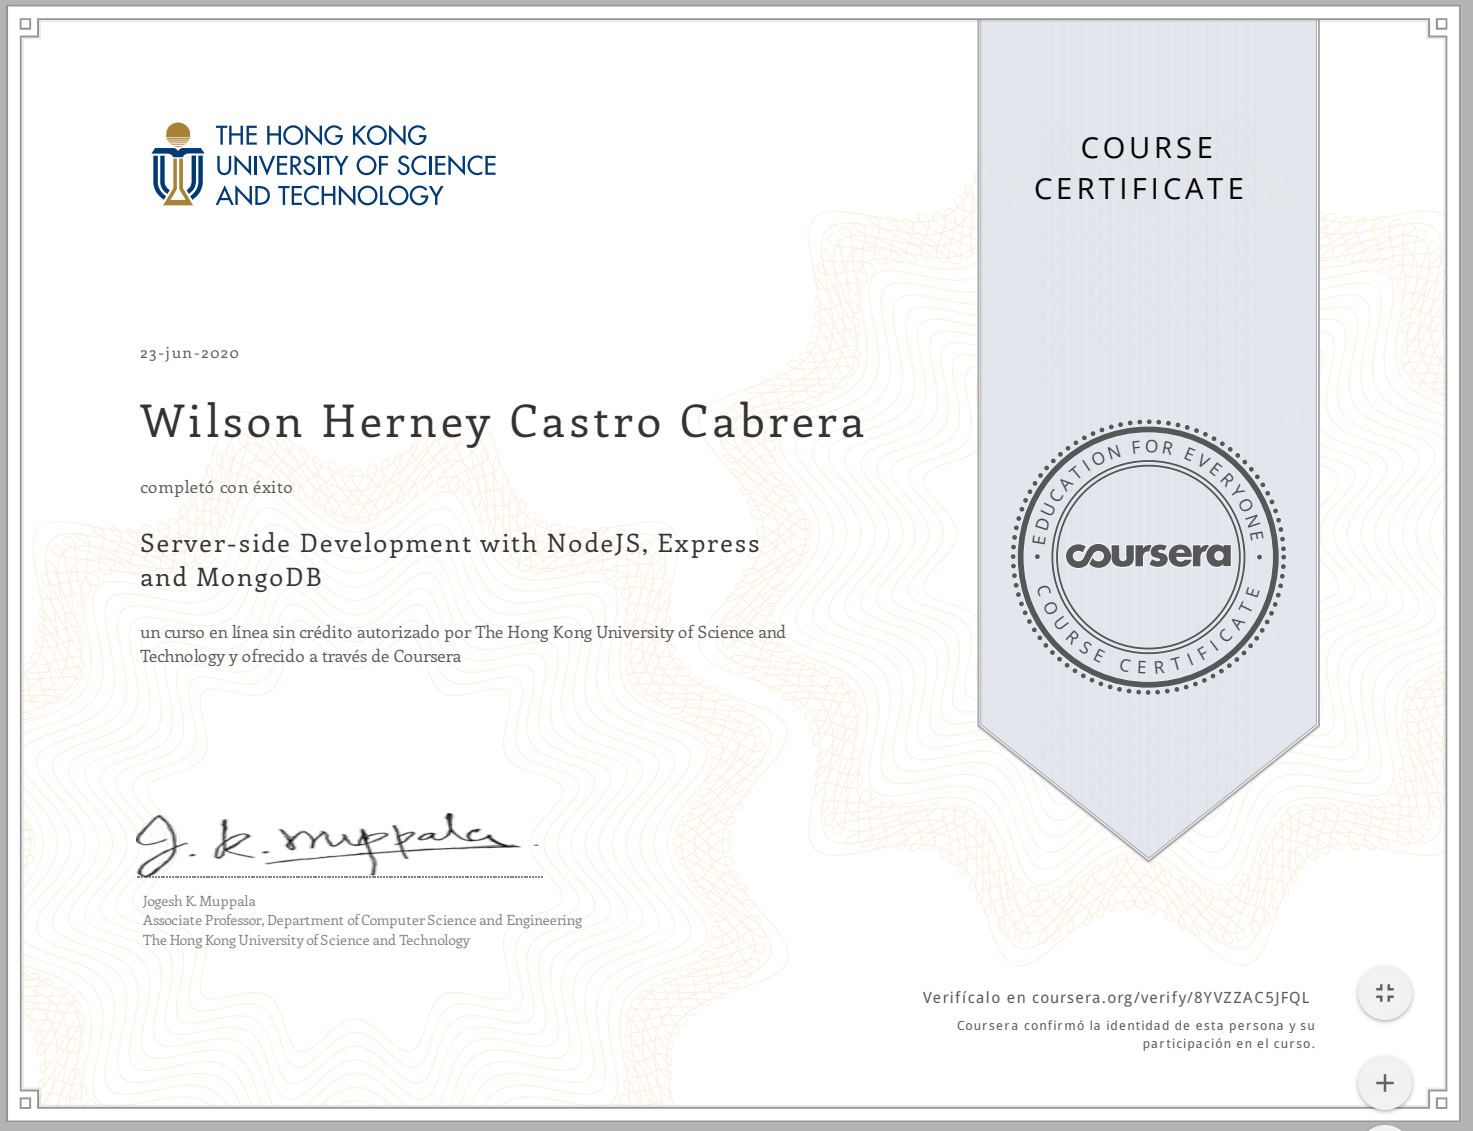 THE HONG KONG
UNIVERSITY OF SCIENCE
AND TECHNOLOGY
COURSE
CERTIFICATE
23-jun-2020
Wilson Herney Castro Cabrera
completó con éxito
Server-side Development with NodeJS, Express
and MongoDB
un curso en línea sin crédito autorizado por The Hong Kong University of Science and
Technology y ofrecido a través de Coursera
EDUCATION FOR EVERYONE
coursera
COURSE CERTIFICATE
J. K. Muppala
Jogesh K. Muppala
Associate Professor, Department of Computer Science and Engineering
The Hong Kong University of Science and Technology
Verifícalo en coursera.org/verify/8YVZZAC5JFQL
Coursera confirmó la identidad de esta persona y su
participación en el curso.